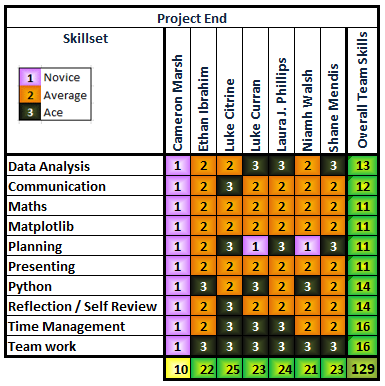 Project End
Skillset
1 Novice
2 Average
3 Ace
Cameron Marsh
Ethan Ibrahim
Luke Citrine
Luke Curran
Laura J. Phillips
Niamh Walsh
Shane Mendis
Overall Team Skills
Data Analysis 1 2 2 3 3 2 3 13
Communication 1 2 3 2 2 2 2 12
Maths 1 2 2 2 2 2 2 11
Matplotlib 1 2 2 2 2 2 2 11
Planning 1 2 3 1 3 1 3 11
Presenting 1 2 2 2 2 2 2 11
Python 1 3 2 3 2 3 2 14
Reflection / Self Review 1 2 3 2 2 2 2 14
Time Management 1 2 3 3 3 2 2 16
Team work 1 3 3 3 3 3 3 16
10 22 25 23 24 21 23 129